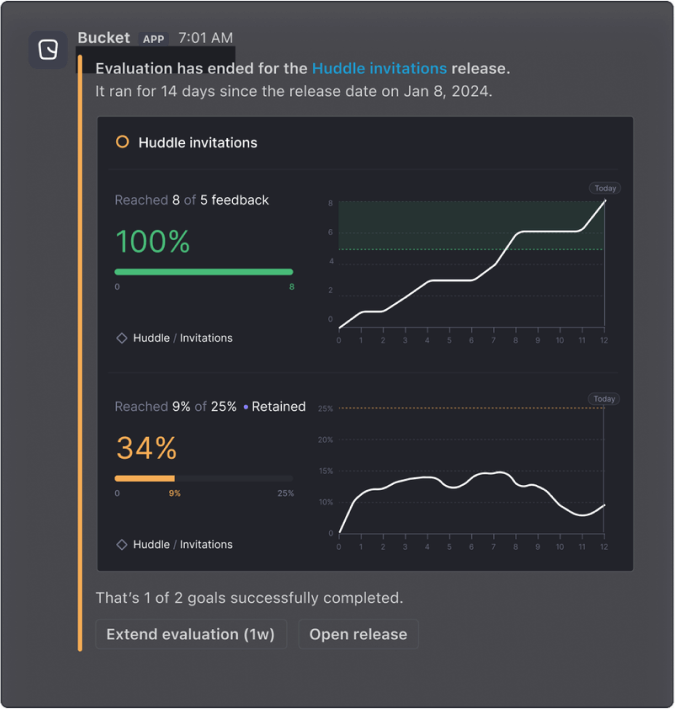 Bucket APP 7:01 AM
Evaluation has ended for the Huddle invitations release.
It ran for 14 days since the release date on Jan 8, 2024.
Huddle invitations
Reached 8 of 5 feedback
100%
0 8
Huddle / Invitations
Today
8
6
4
2
0
0 1 2 3 4 5 6 7 8 9 10 11 12
Reached 9% of 25% • Retained
34%
0 9% 25%
Huddle / Invitations
Today
25%
20%
15%
10%
0
0 1 2 3 4 5 6 7 8 9 10 11 12
That's 1 of 2 goals successfully completed.
Extend evaluation (1w) Open release